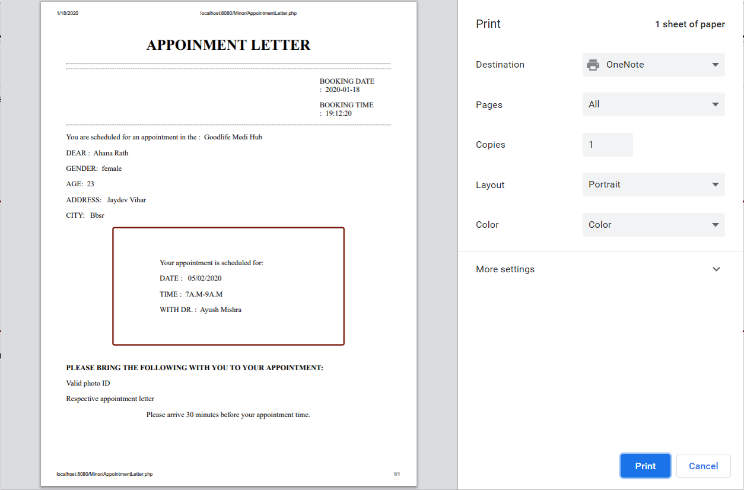 1/18/2020 localhost:8080/Minor/AppointmentLetter.php
APPOINMENT LETTER
BOOKING DATE
: 2020-01-18
BOOKING TIME
: 19:12:20
You are scheduled for an appointment in the : Goodlife Medi Hub
DEAR : Ahana Rath
GENDER: female
AGE: 23
ADDRESS: Jaydev Vihar
CITY: Bbsr
Your appointment is scheduled for:
DATE : 05/02/2020
TIME : 7A.M-9A.M
WITH DR. : Ayush Mishra
PLEASE BRING THE FOLLOWING WITH YOU TO YOUR APPOINTMENT:
Valid photo ID
Respective appointment letter
Please arrive 30 minutes before your appointment time.
localhost:8080/Minor/AppointmentLetter.php 1/1
Print 1 sheet of paper
Destination OneNote
Pages All
Copies 1
Layout Portrait
Color Color
More settings
Print Cancel